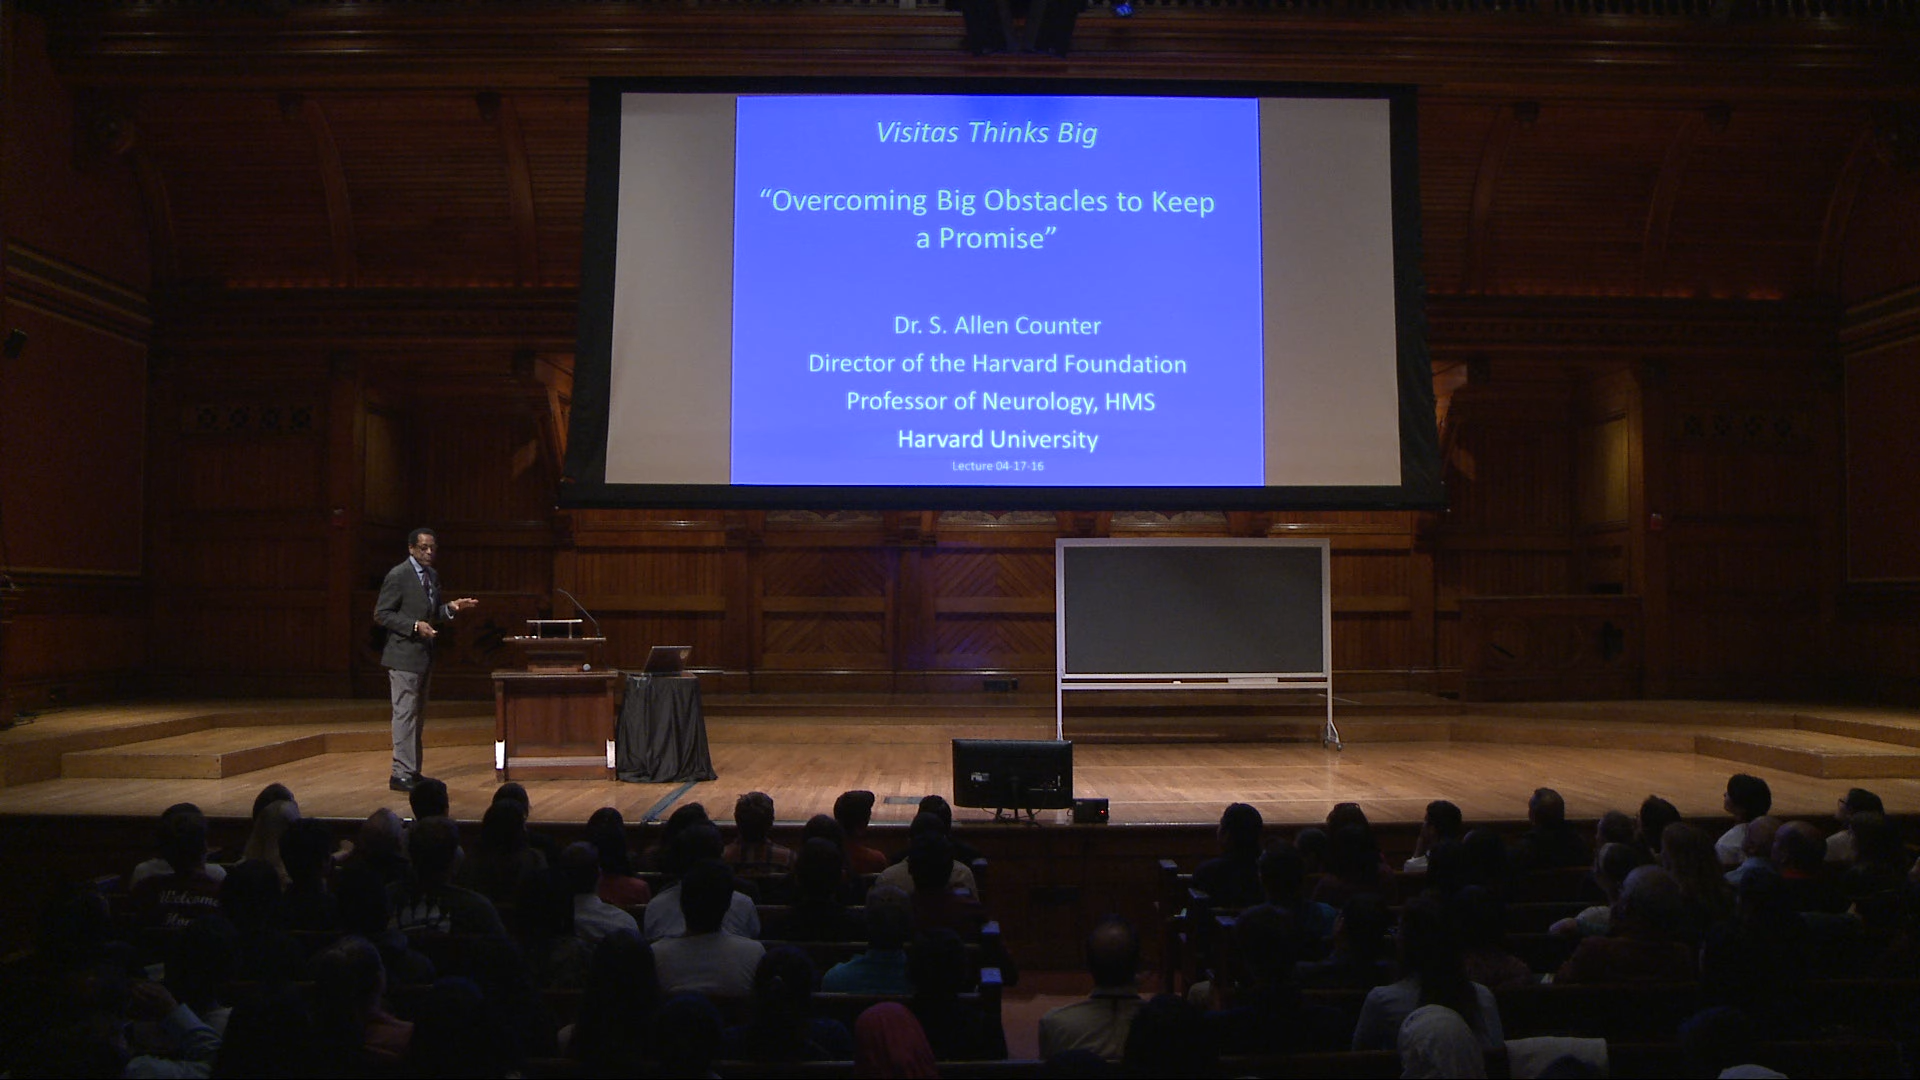 Visitas Thinks Big
“Overcoming Big Obstacles to Keep
a Promise”
Dr. S. Allen Counter
Director of the Harvard Foundation
Professor of Neurology, HMS
Harvard University
Lecture 04-17-16
Welcome